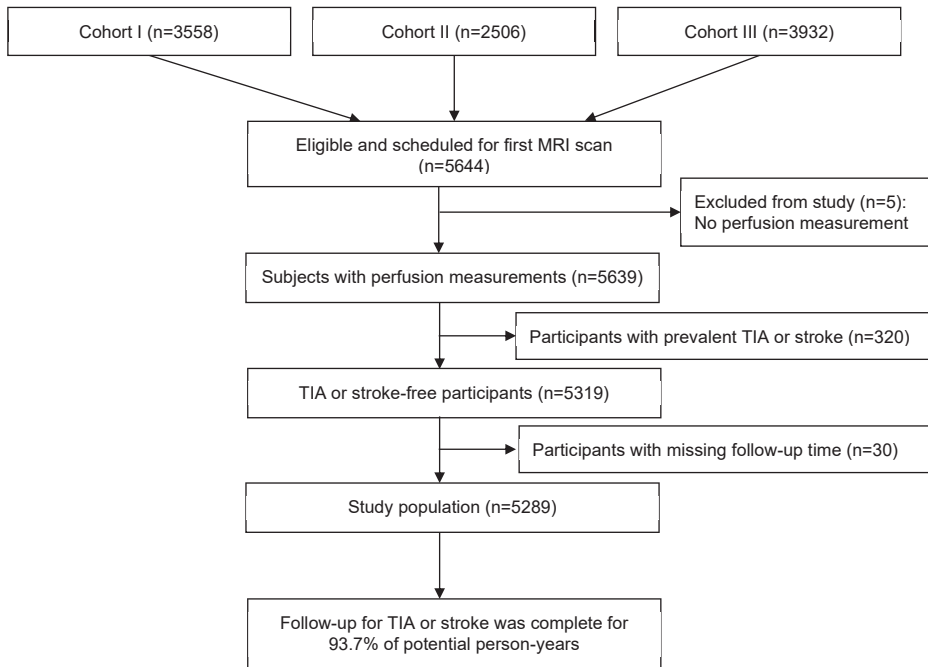 Cohort I (n=3558)
Cohort II (n=2506)
Cohort III (n=3932)
Eligible and scheduled for first MRI scan
(n=5644)
Excluded from study (n=5):
No perfusion measurement
Subjects with perfusion measurements (n=5639)
Participants with prevalent TIA or stroke (n=320)
TIA or stroke-free participants (n=5319)
Participants with missing follow-up time (n=30)
Study population (n=5289)
Follow-up for TIA or stroke was complete for
93.7% of potential person-years